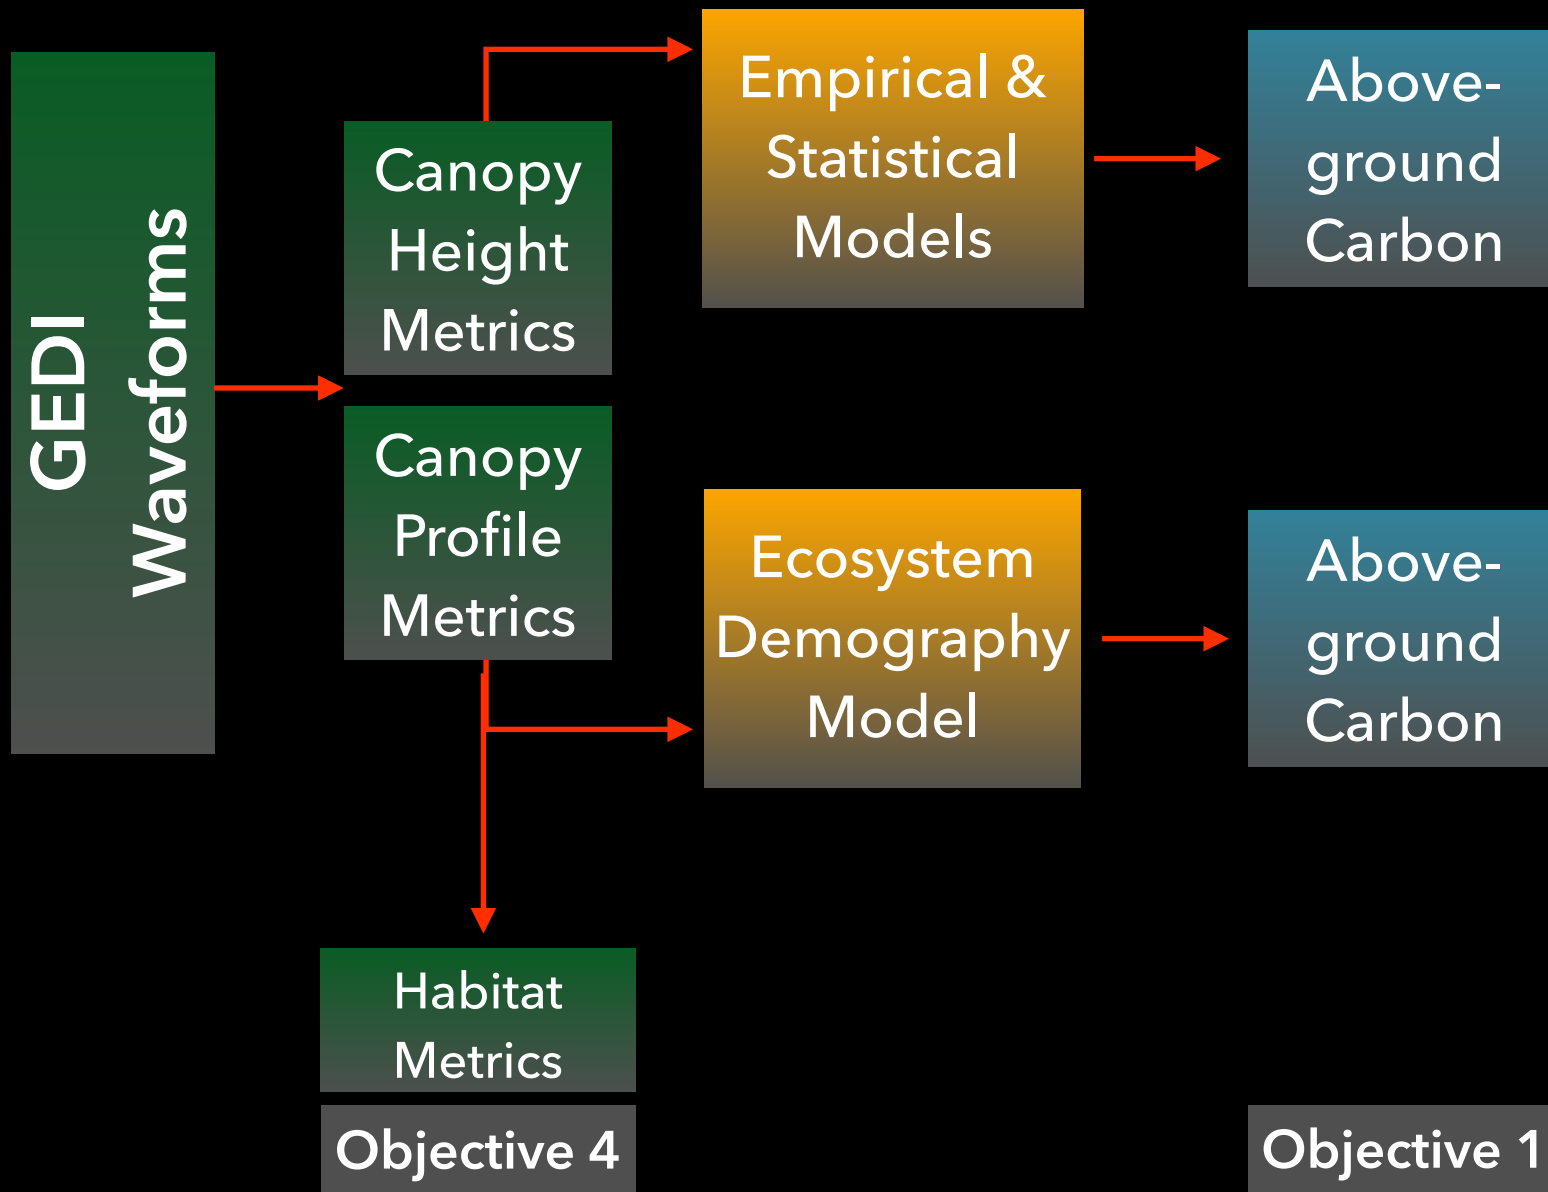 GEDI
Waveforms
Canopy
Height
Metrics
Canopy
Profile
Metrics
Empirical &
Statistical
Models
Above-
ground
Carbon
Ecosystem
Demography
Model
Above-
ground
Carbon
Habitat
Metrics
Objective 4
Objective 1